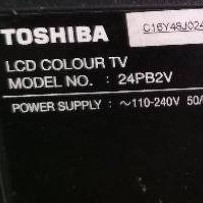 TOSHIBA
C16Y48J024
LCD COLOUR TV
MODEL NO. : 24PB2V
POWER SUPPLY : ~110-240V 50/